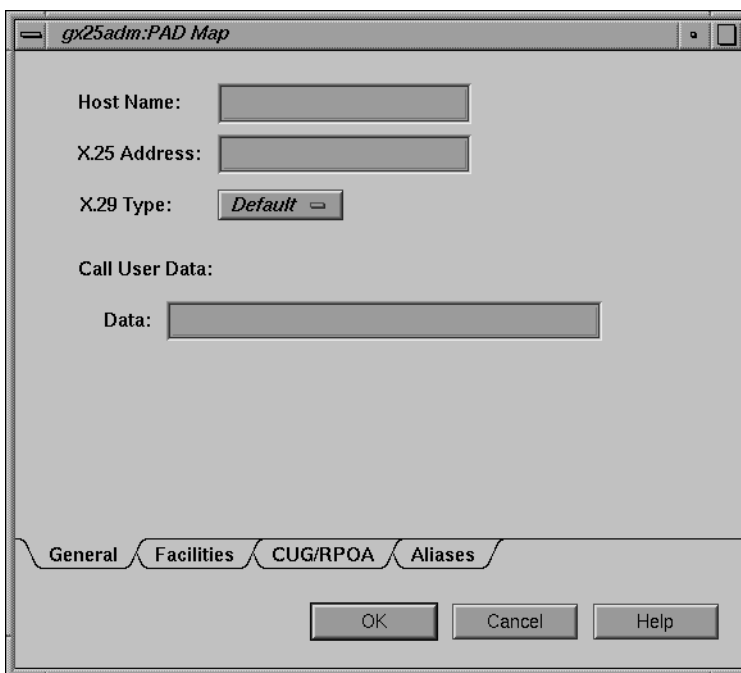 gx25adm:PAD Map
Host Name:
X.25 Address:
X.29 Type: Default
Call User Data:
Data:
General Facilities CUG/RPOA Aliases
OK Cancel Help